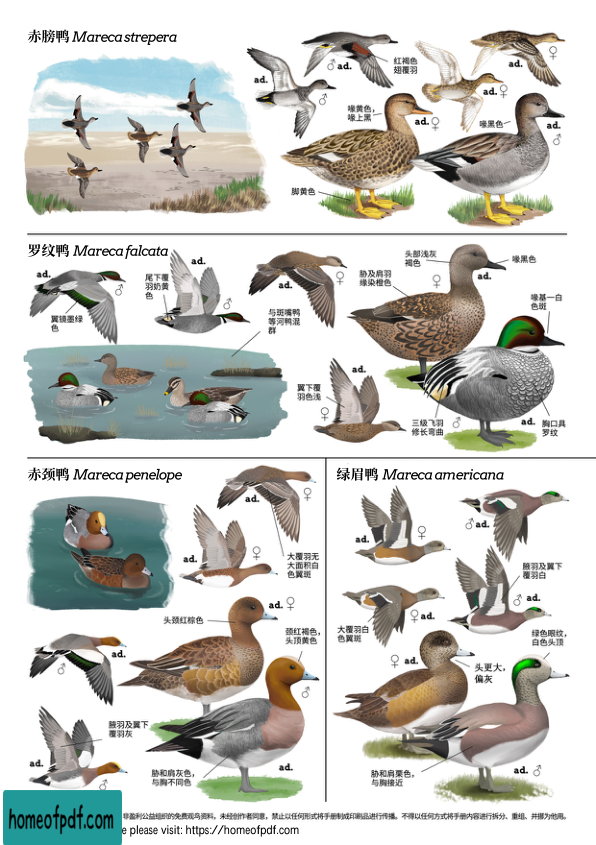 赤膀鸭 Mareca strepera
ad.
♂
ad.
♂
红褐色
翅覆羽
ad.
♀
ad.
♀
喙黄色，
喙上黑
ad.
♀
喙黑色
ad.
♂
脚黄色
罗纹鸭 Mareca falcata
ad.
♂
翼镜墨绿
色
尾下覆
羽奶黄
色
ad.
♂
ad.
♀
与斑嘴鸭
等河鸭混
群
头部浅灰
褐色
喙黑色
ad.
♀
胁及肩羽
缘染橙色
喙基一白
色斑
ad.
翼下覆
羽色浅
♀
ad.
三级飞羽
修长弯曲
♂
胸口具
罗纹
赤颈鸭 Mareca penelope
ad.
♀
ad.
♀
大覆羽无
大面积白
色翼斑
头颈红棕色
ad.
♀
颈红褐色，
头顶黄色
♂
ad.
♂
腋羽及翼下
覆羽灰
ad.
♂
胁和肩灰色，
与胸不同色
ad.
绿眉鸭 Mareca americana
ad.
♀
♂ ad.
腋羽及翼下
覆羽白
♂
ad.
大覆羽白
色翼斑
ad.
♀
绿色眼纹，
白色头顶
♀ ad.
头更大，
偏灰
胁和肩栗色，
与胸接近
ad.
♂
非盈利公益组织的免费观鸟资料。未经创作者同意，禁止以任何形式将手册制成印刷品进行传播。不得以任何方式将手册内容进行拆分、重组、并挪为他用。
homeofpdf.com
e please visit: https://homeofpdf.com